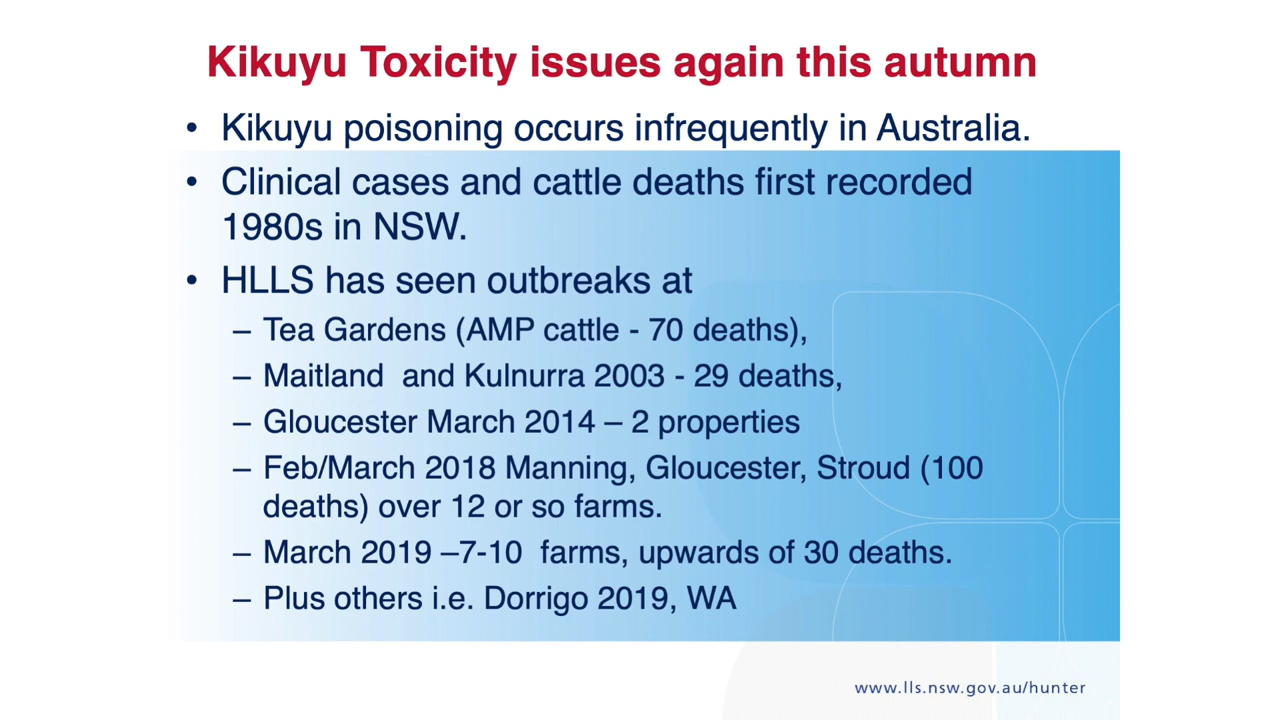 Kikuyu Toxicity issues again this autumn
• Kikuyu poisoning occurs infrequently in Australia.
• Clinical cases and cattle deaths first recorded
1980s in NSW.
• HLLS has seen outbreaks at
– Tea Gardens (AMP cattle - 70 deaths),
– Maitland  and Kulnurra 2003 - 29 deaths,
– Gloucester March 2014 – 2 properties
– Feb/March 2018 Manning, Gloucester, Stroud (100
deaths) over 12 or so farms.
– March 2019 –7-10  farms, upwards of 30 deaths.
– Plus others i.e. Dorrigo 2019, WA
www.lls.nsw.gov.au/hunter